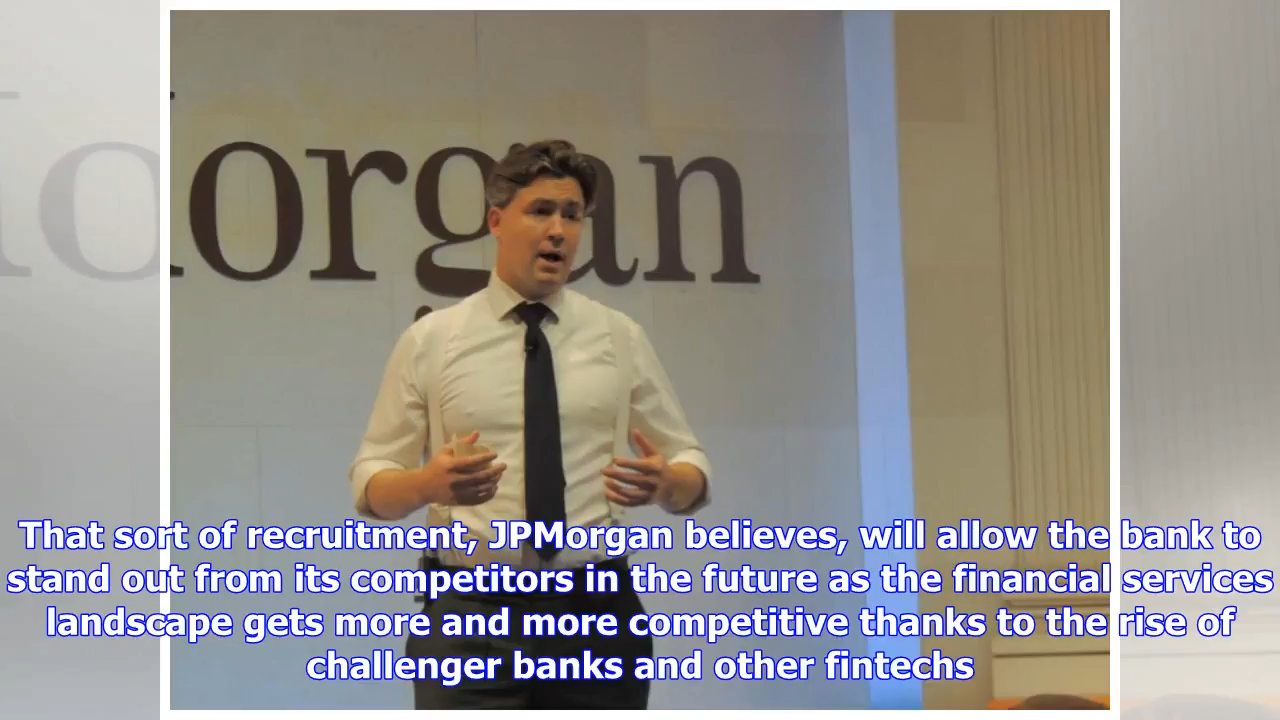 organ
That sort of recruitment, JPMorgan believes, will allow the bank to
stand out from its competitors in the future as the financial services
landscape gets more and more competitive thanks to the rise of
challenger banks and other fintechs